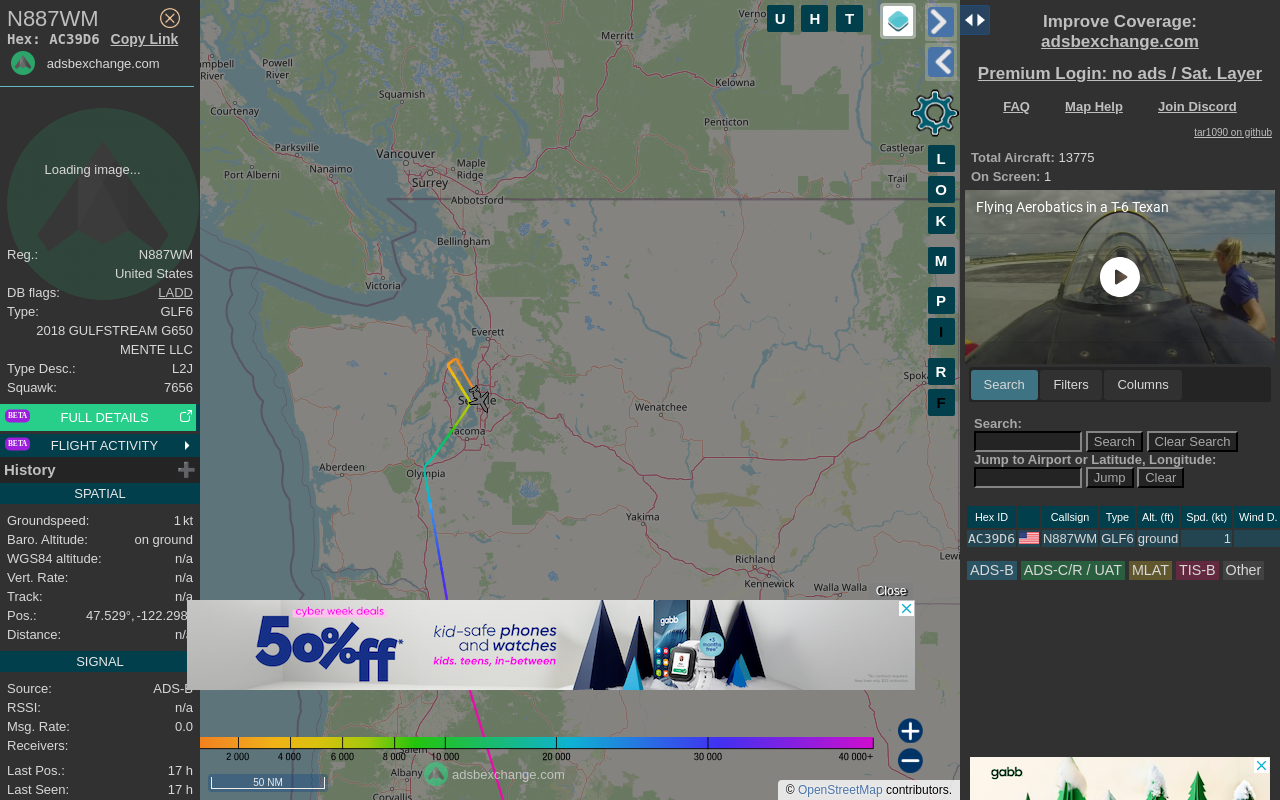 N887WM
Hex: AC39D6 Copy Link
adsbexchange.com
Loading image...
Reg.: N887WM
United States
DB flags: LADD
Type: GLF6
2018 GULFSTREAM G650
MENTE LLC
Type Desc.: L2J
Squawk: 7656
BETA FULL DETAILS
BETA FLIGHT ACTIVITY
History
SPATIAL
Groundspeed: 1 kt
Baro. Altitude: on ground
WGS84 altitude: n/a
Vert. Rate: n/a
Track: n/a
Pos.: 47.529°, -122.298
Distance: n/a
SIGNAL
Source: ADS-B
RSSI: n/a
Msg. Rate: 0.0
Receivers:
Last Pos.: 17 h
Last Seen: 17 h
U H T
L
O
K
M
P
I
R
F
Merritt
Campbell
River
Powell
River
Kelowna
Squamish
Courtenay
Penticton
Parksville
Vancouver
Castlegar
Nanaimo
Maple
Ridge
Port Alberni
Surrey
Trail
Abbotsford
Bellingham
Victoria
Everett
Seattle
Wenatchee
Tacoma
Aberdeen
Olympia
Yakima
Richland
Kennewick
Walla Walla
Salem
Albany
Corvallis
Close
cyber week deals
50% off*
kid-safe phones
and watches
kids, teens, in-between
gabb
+3
months
free*
2 000 4 000 6 000 8 000 10 000 20 000 30 000 40 000+
adsbexchange.com
50 NM
© OpenStreetMap contributors.
Improve Coverage:
adsbexchange.com
Premium Login: no ads / Sat. Layer
FAQ Map Help Join Discord
tar1090 on github
Total Aircraft: 13775
On Screen: 1
Flying Aerobatics in a T-6 Texan
Search Filters Columns
Search:
Search Clear Search
Jump to Airport or Latitude, Longitude:
Jump Clear
Hex ID Callsign Type Alt. (ft) Spd. (kt) Wind D.
AC39D6 N887WM GLF6 ground 1
ADS-B ADS-C/R / UAT MLAT TIS-B Other
gabb